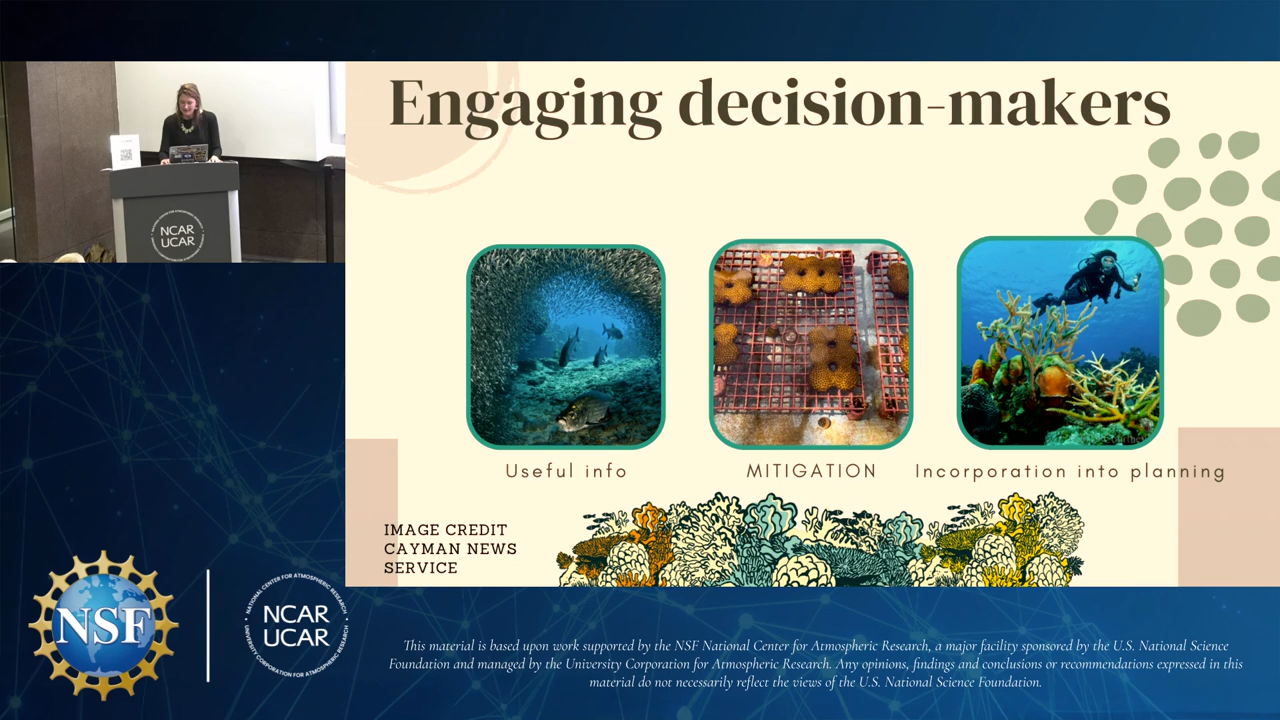 Engaging decision-makers
NCAR
UCAR
Useful info
MITIGATION
Incorporation into planning
IMAGE CREDIT
CAYMAN NEWS
SERVICE
NSF
NATIONAL CENTER FOR ATMOSPHERIC RESEARCH
NCAR
UCAR
UNIVERSITY CORPORATION FOR ATMOSPHERIC RESEARCH
This material is based upon work supported by the NSF National Center for Atmospheric Research, a major facility sponsored by the U.S. National Science
Foundation and managed by the University Corporation for Atmospheric Research. Any opinions, findings and conclusions or recommendations expressed in this
material do not necessarily reflect the views of the U.S. National Science Foundation.